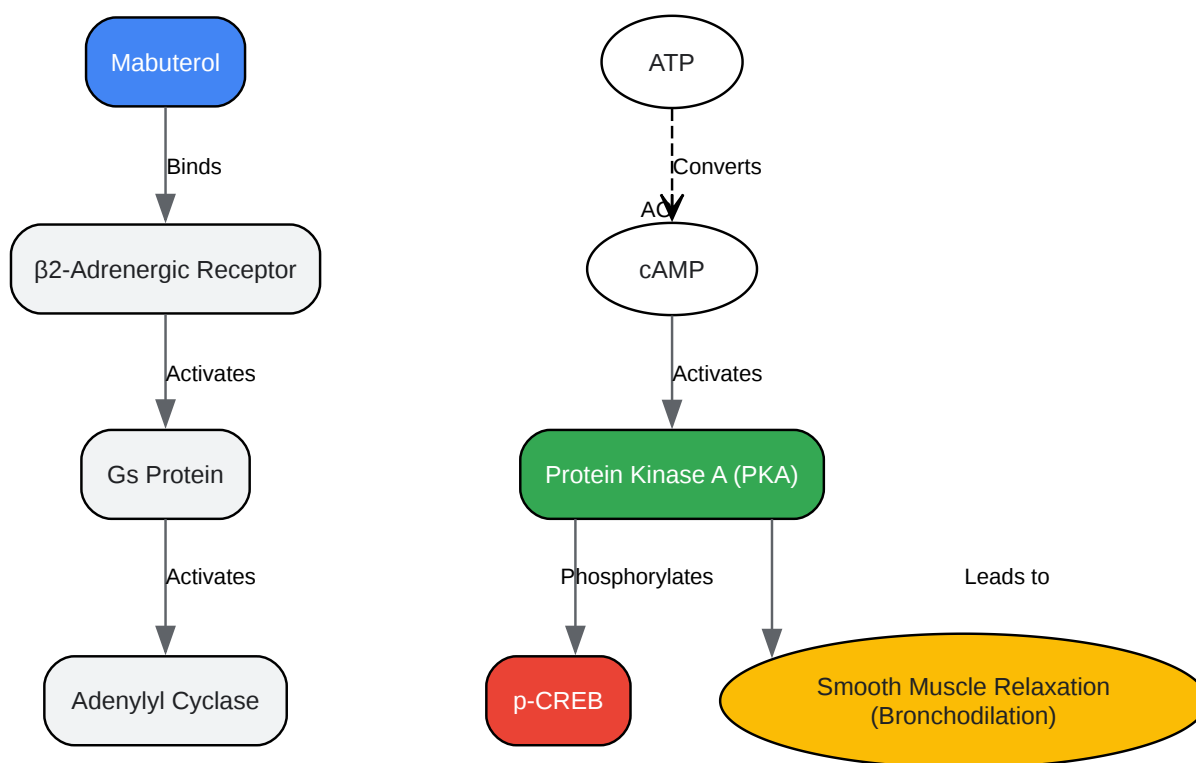 Mabuterol
ATP
Binds
Converts
AC
β2-Adrenergic Receptor
cAMP
Activates
Activates
Gs Protein
Protein Kinase A (PKA)
Activates
Phosphorylates
Leads to
Adenylyl Cyclase
p-CREB
Smooth Muscle Relaxation
(Bronchodilation)